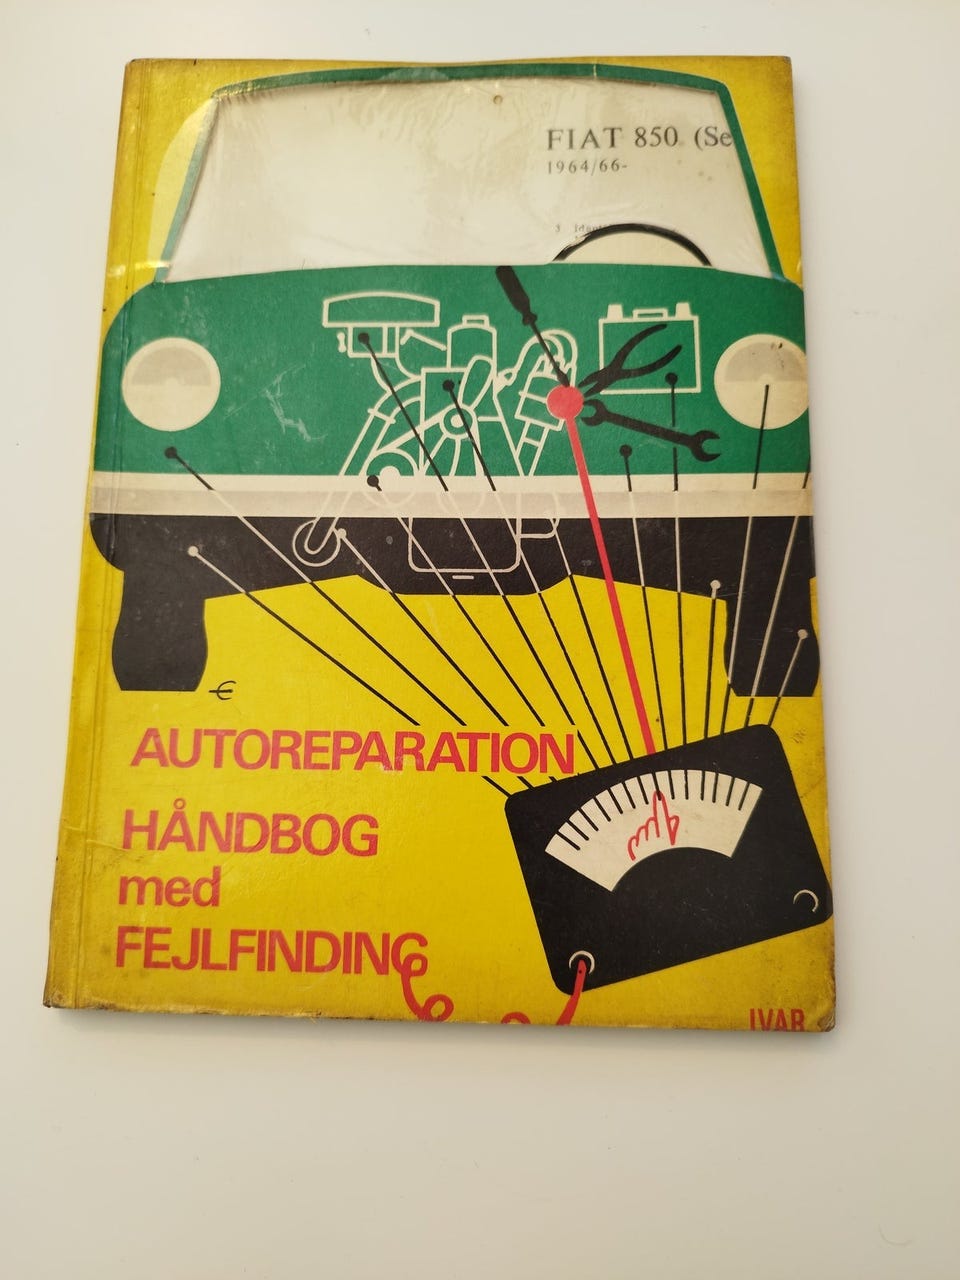 FIAT 850 (Se
1964/66-
AUTOREPARATION
HÅNDBOG
med
FEJLFINDING
IVAR